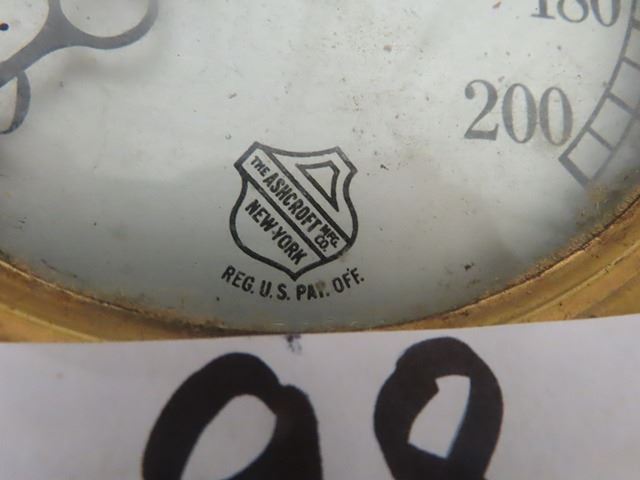 180
200
THE ASHCROFT MFG. CO.
NEW-YORK
REG. U.S. PAT. OFF.